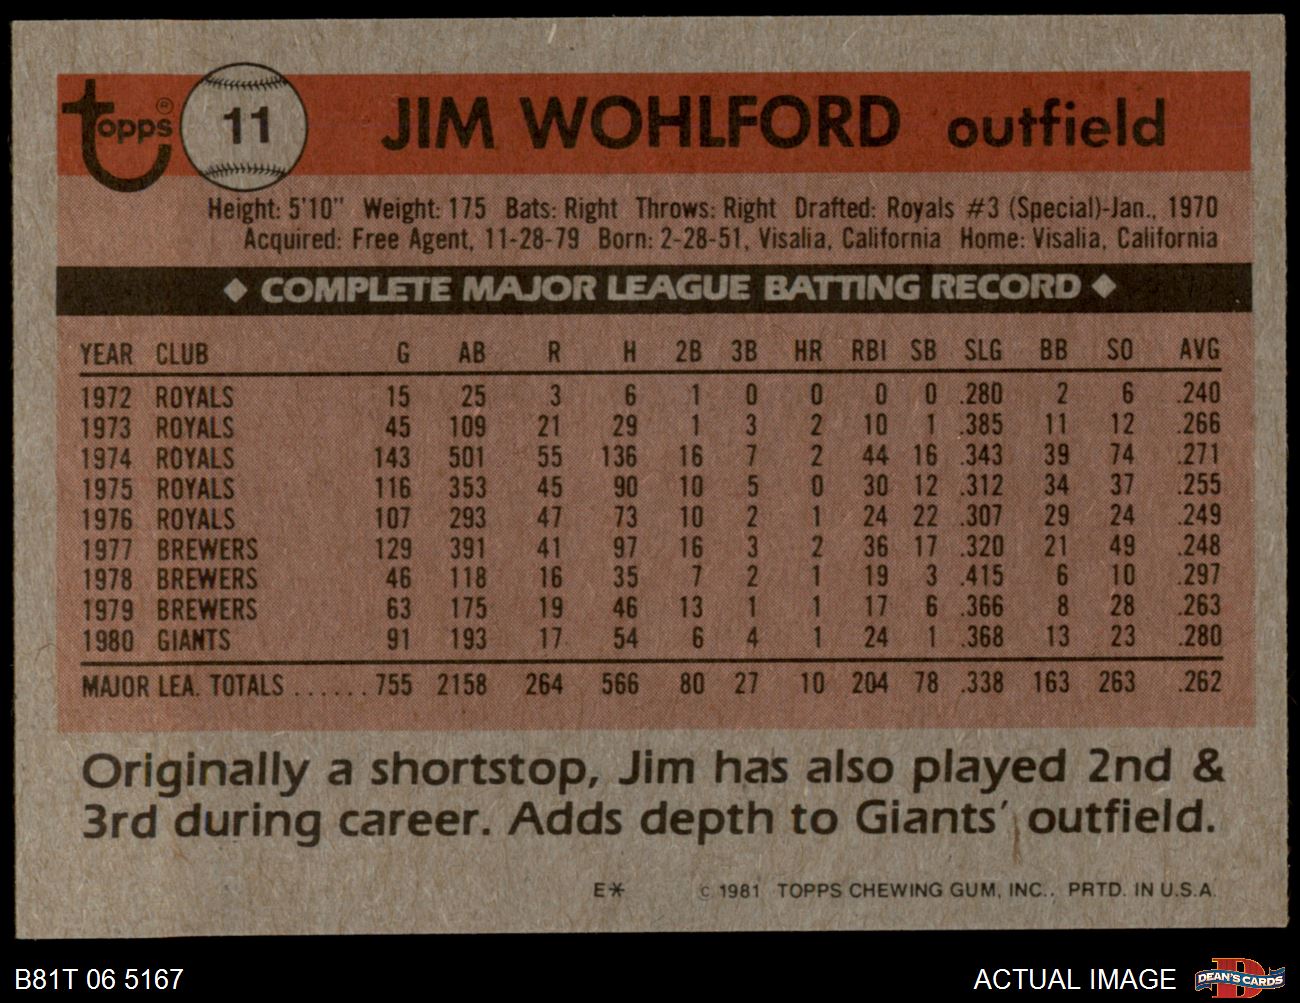 topps® 11 JIM WOHLFORD outfield
Height: 5'10" Weight: 175 Bats: Right Throws: Right Drafted: Royals #3 (Special)-Jan., 1970
Acquired: Free Agent, 11-28-79 Born: 2-28-51, Visalia, California Home: Visalia, California
◆ COMPLETE MAJOR LEAGUE BATTING RECORD ◆
YEAR CLUB G AB R H 2B 3B HR RBI SB SLG BB SO AVG
1972 ROYALS 15 25 3 6 1 0 0 0 0 .280 2 6 .240
1973 ROYALS 45 109 21 29 1 3 2 10 1 .385 11 12 .266
1974 ROYALS 143 501 55 136 16 7 2 44 16 .343 39 74 .271
1975 ROYALS 116 353 45 90 10 5 0 30 12 .312 34 37 .255
1976 ROYALS 107 293 47 73 10 2 1 24 22 .307 29 24 .249
1977 BREWERS 129 391 41 97 16 3 2 36 17 .320 21 49 .248
1978 BREWERS 46 118 16 35 7 2 1 19 3 .415 6 10 .297
1979 BREWERS 63 175 19 46 13 1 1 17 6 .366 8 28 .263
1980 GIANTS 91 193 17 54 6 4 1 24 1 .368 13 23 .280
MAJOR LEA. TOTALS ...... 755 2158 264 566 80 27 10 204 78 .338 163 263 .262
Originally a shortstop, Jim has also played 2nd &
3rd during career. Adds depth to Giants' outfield.
E* © 1981 TOPPS CHEWING GUM, INC.. PRTD. IN U.S.A.
B81T 06 5167 ACTUAL IMAGE DEAN'S CARDS